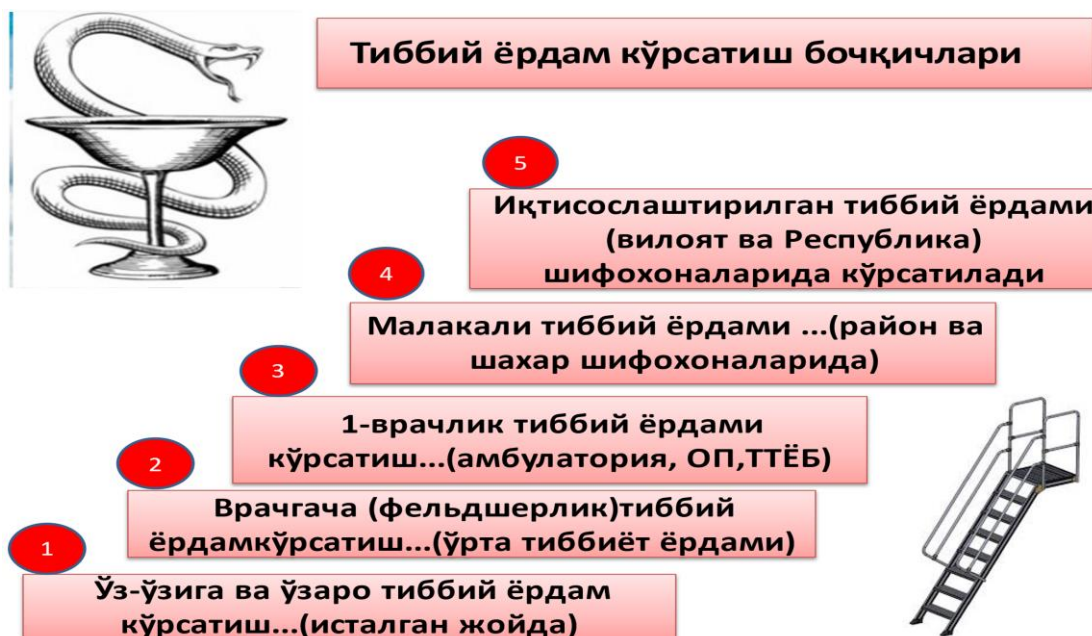 Тиббий ёрдам кўрсатиш бочқичлари
5
Иқтисослаштирилган тиббий ёрдами
(вилоят ва Республика)
шифохоналарида кўрсатилади
4
Малакали тиббий ёрдами ...(район ва
шахар шифохоналарида)
3
1-врачлик тиббий ёрдами
кўрсатиш...(амбулатория, ОП,ТТЁБ)
2
Врачгача (фельдшерлик)тиббий
ёрдамкўрсатиш...(ўрта тиббиёт ёрдами)
1
Ўз-ўзига ва ўзаро тиббий ёрдам
кўрсатиш...(исталган жойда)